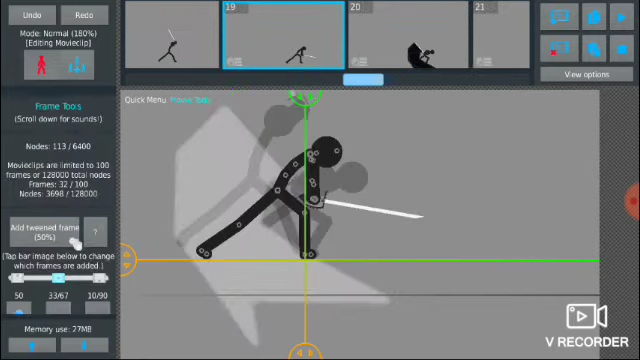 Undo
Redo
Mode: Normal (180%)
[Editing Movieclip]
Frame Tools
(Scroll down for sounds!)
Nodes: 113 / 6400
Movieclips are limited to 100
frames or 128000 total nodes
Frames: 32 / 100
Nodes: 3698 / 128000
Add tweened frame
(50%)
?
(Tap bar image below to change
which frames are added.)
50
33/67
10/90
Memory use: 27MB
19
20
21
View options
Quick Menu
V RECORDER